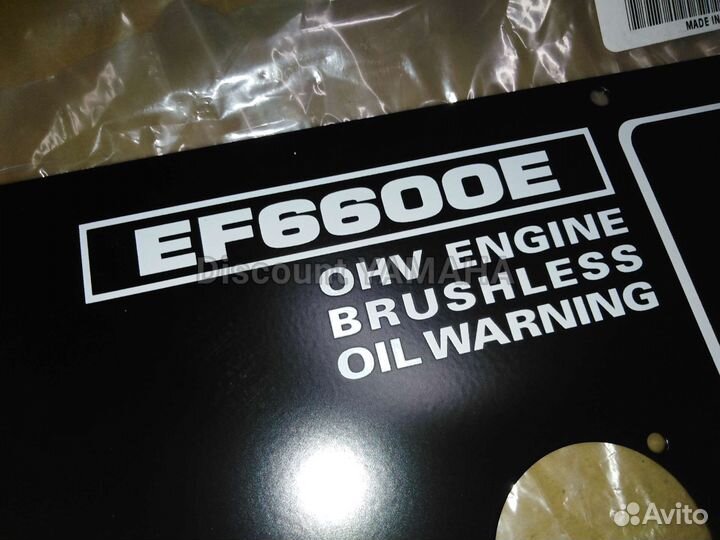 MADE IN
EF6600E
OHV ENGINE
BRUSHLESS
OIL WARNING
Discount YAMAHA
Avito